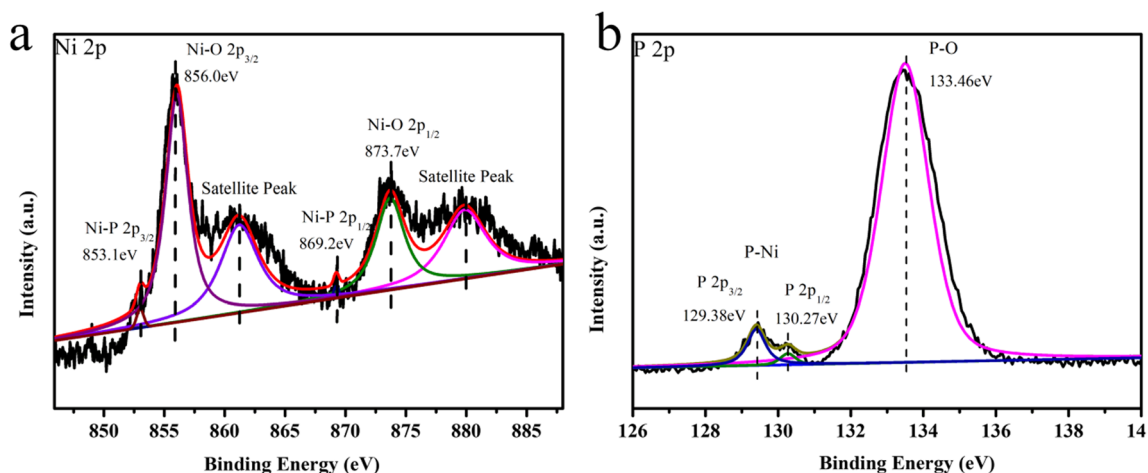 a
Ni 2p
Ni-O 2p3/2
856.0eV
Ni-P 2p3/2
853.1eV
Satellite Peak
Ni-P 2p1/2
869.2eV
Ni-O 2p1/2
873.7eV
Satellite Peak
Intensity (a.u.)
850 855 860 865 870 875 880 885
Binding Energy (eV)
b
P 2p
P-O
133.46eV
P-Ni
P 2p3/2
129.38eV
P 2p1/2
130.27eV
Intensity (a.u.)
126 128 130 132 134 136 138 14
Binding Energy (eV)